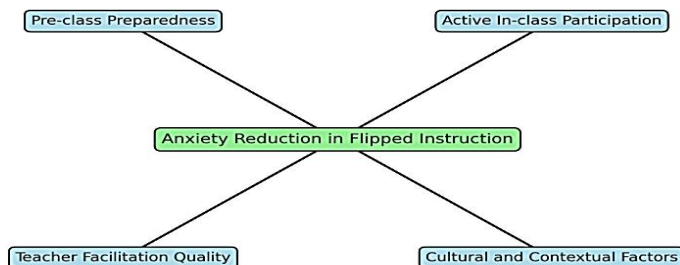 Pre-class Preparedness
Active In-class Participation
Anxiety Reduction in Flipped Instruction
Teacher Facilitation Quality
Cultural and Contextual Factors